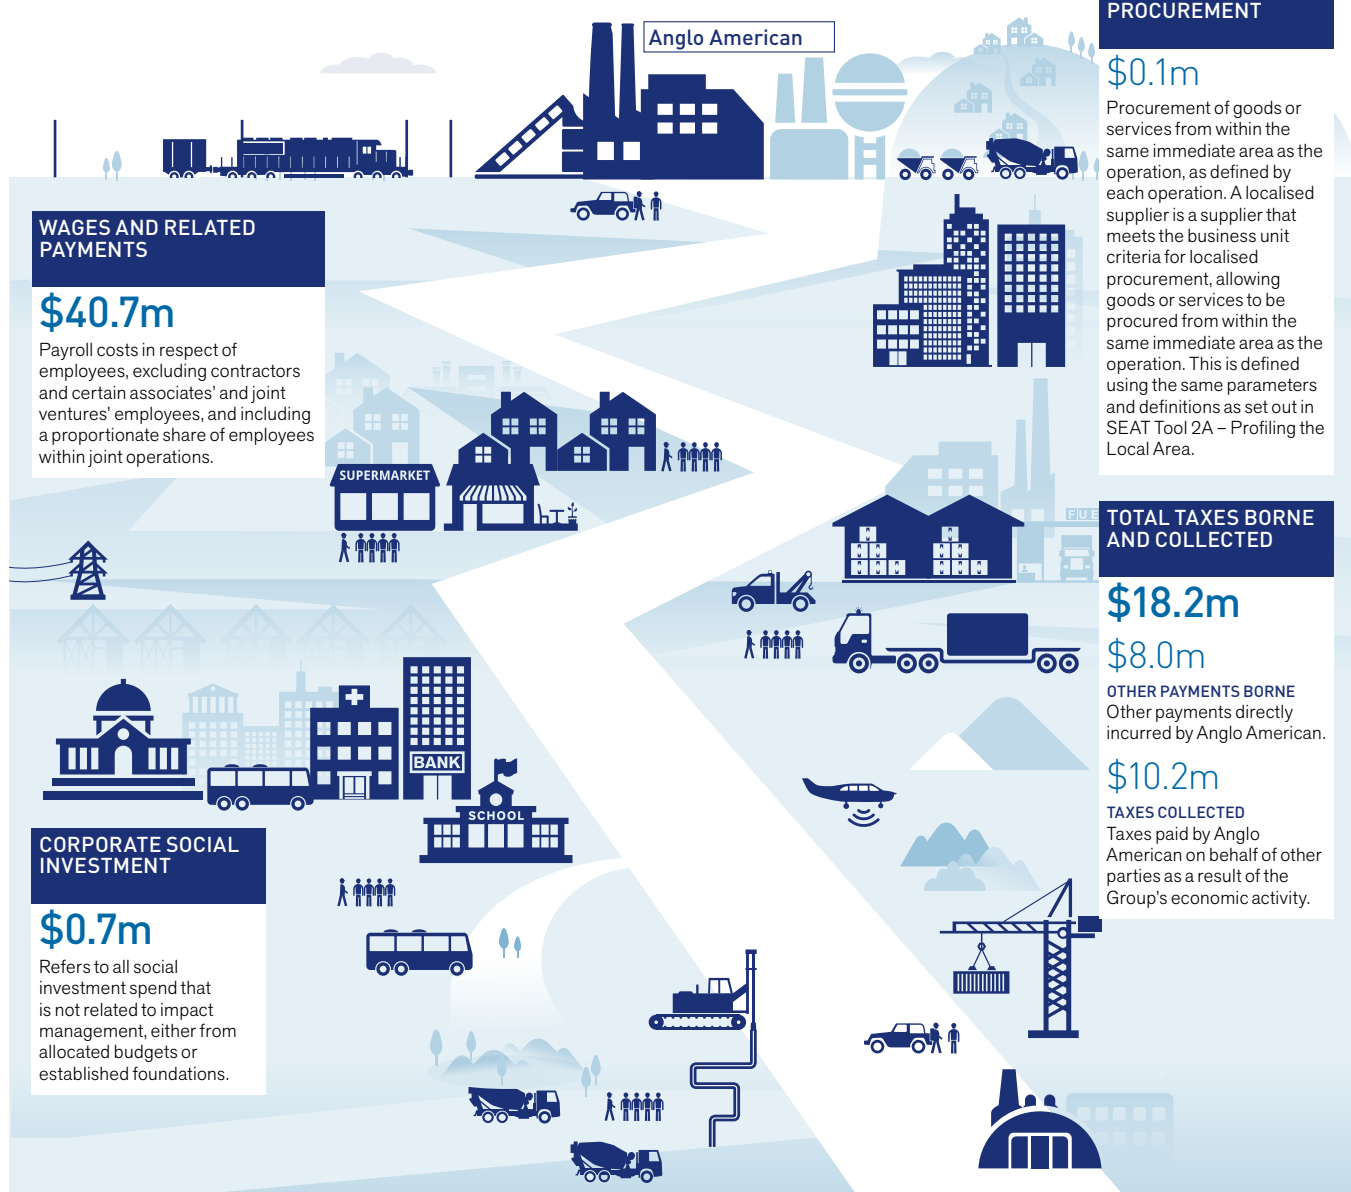 Anglo American
PROCUREMENT
$0.1m
Procurement of goods or
services from within the
same immediate area as the
operation, as defined by
each operation. A localised
supplier is a supplier that
meets the business unit
criteria for localised
procurement, allowing
goods or services to be
procured from within the
same immediate area as the
operation. This is defined
using the same parameters
and definitions as set out in
SEAT Tool 2A – Profiling the
Local Area.
WAGES AND RELATED
PAYMENTS
$40.7m
Payroll costs in respect of
employees, excluding contractors
and certain associates’ and joint
ventures’ employees, and including
a proportionate share of employees
within joint operations.
SUPERMARKET
FUE
TOTAL TAXES BORNE
AND COLLECTED
$18.2m
$8.0m
OTHER PAYMENTS BORNE
Other payments directly
incurred by Anglo American.
$10.2m
TAXES COLLECTED
Taxes paid by Anglo
American on behalf of other
parties as a result of the
Group’s economic activity.
BANK
SCHOOL
CORPORATE SOCIAL
INVESTMENT
$0.7m
Refers to all social
investment spend that
is not related to impact
management, either from
allocated budgets or
established foundations.